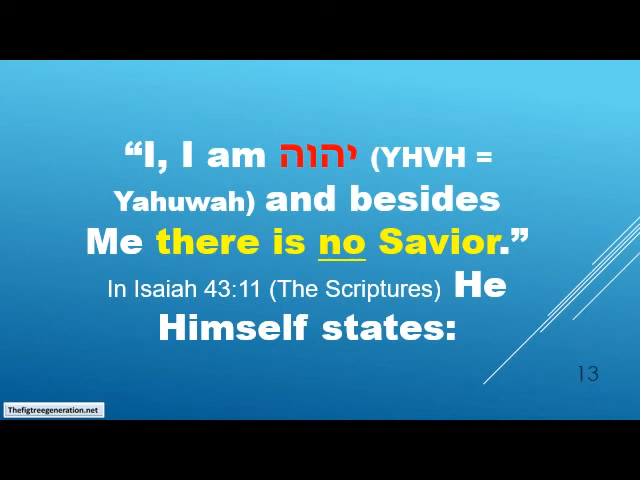 “I, I am יהוה (YHVH =
Yahuwah) and besides
Me there is no Savior.”
In Isaiah 43:11 (The Scriptures) He
Himself states:
13
Thefigtreegeneration.net